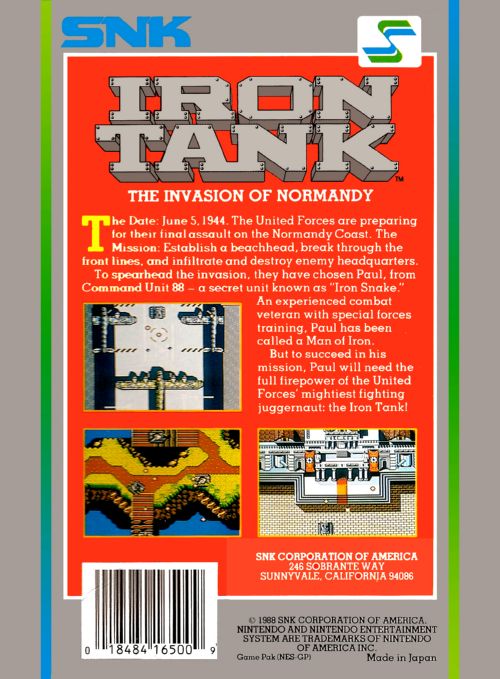 SNK
S
IRON
TANK™
THE INVASION OF NORMANDY
The Date: June 5, 1944. The United Forces are preparing
for their final assault on the Normandy Coast. The
Mission: Establish a beachhead, break through the
front lines, and infiltrate and destroy enemy headquarters.
To spearhead the invasion, they have chosen Paul, from
Command Unit 88 – a secret unit known as "Iron Snake."
An experienced combat
veteran with special forces
training, Paul has been
called a Man of Iron.
But to succeed in his
mission, Paul will need the
full firepower of the United
Forces' mightiest fighting
juggernaut: the Iron Tank!
SNK CORPORATION OF AMERICA
246 SOBRANTE WAY
SUNNYVALE, CALIFORNJA 94086
0 18484 16500 9
© 1988 SNK CORPORATION OF AMERICA.
NINTENDO AND NINTENDO ENTERTAINMENT
SYSTEM ARE TRADEMARKS OF NINTENDO
OF AMERICA INC.
Game Pak (NES-GP) Made in Japan